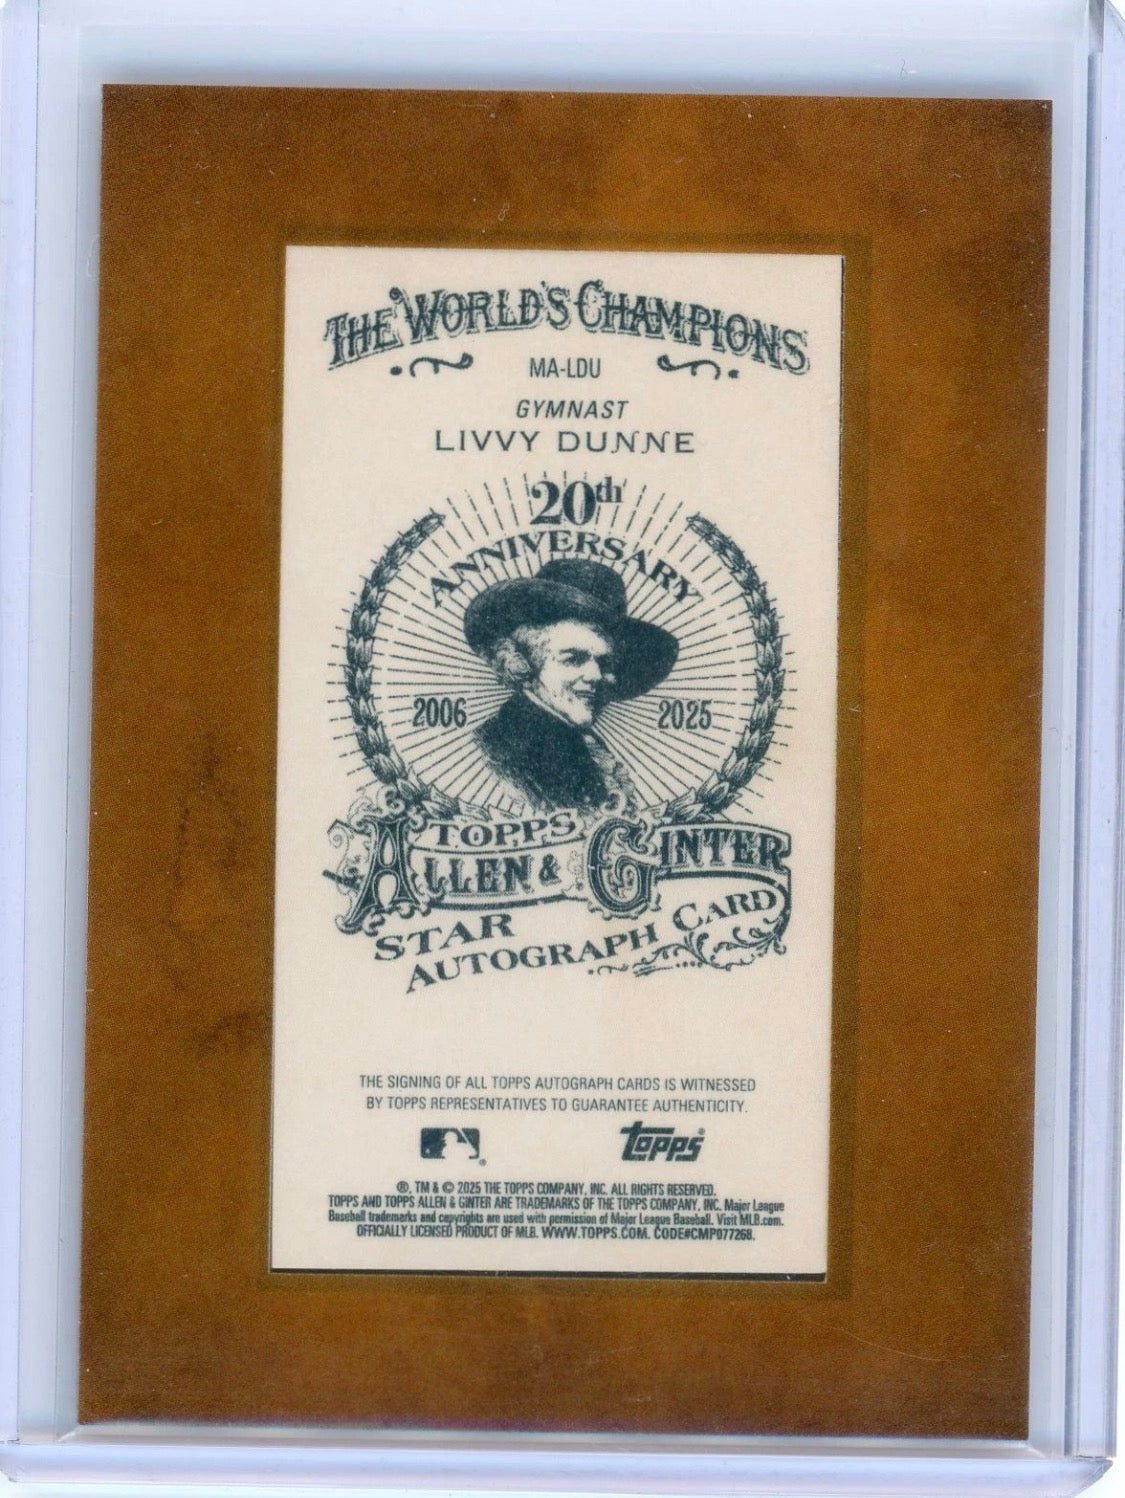 THE WORLD'S CHAMPIONS
MA-LDU
GYMNAST
LIVVY DUNNE
20th
ANNIVERSARY
2006 2025
TOPPS
ALLEN & GINTER
STAR
AUTOGRAPH CARD
THE SIGNING OF ALL TOPPS AUTOGRAPH CARDS IS WITNESSED
BY TOPPS REPRESENTATIVES TO GUARANTEE AUTHENTICITY.
topps®
®, TM & © 2025 THE TOPPS COMPANY, INC. ALL RIGHTS RESERVED.
TOPPS AND TOPPS ALLEN & GINTER ARE TRADEMARKS OF THE TOPPS COMPANY, INC. Major League
Baseball trademarks and copyrights are used with permission of Major League Baseball. Visit MLB.com.
OFFICIALLY LICENSED PRODUCT OF MLB. WWW.TOPPS.COM. CODE#CMP077268.